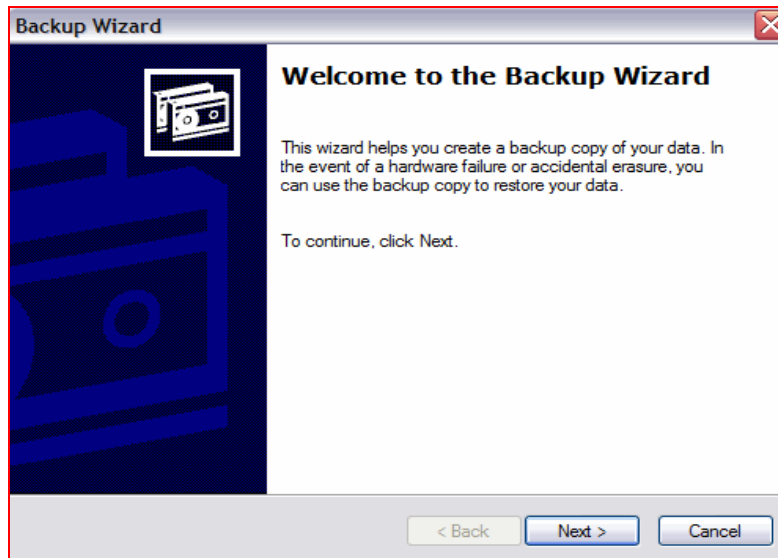 Backup Wizard
Welcome to the Backup Wizard
This wizard helps you create a backup copy of your data. In
the event of a hardware failure or accidental erasure, you
can use the backup copy to restore your data.
To continue, click Next.
< Back
Next >
Cancel